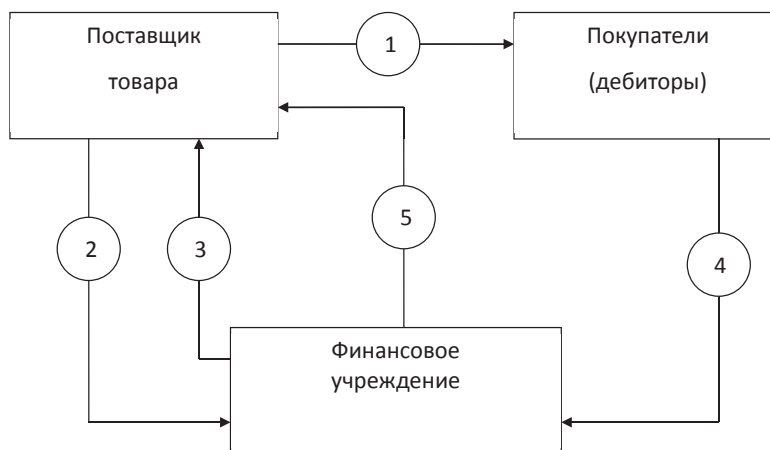 Поставщик
товара
1
Покупатели
(дебиторы)
2
3
5
4
Финансовое
учреждение